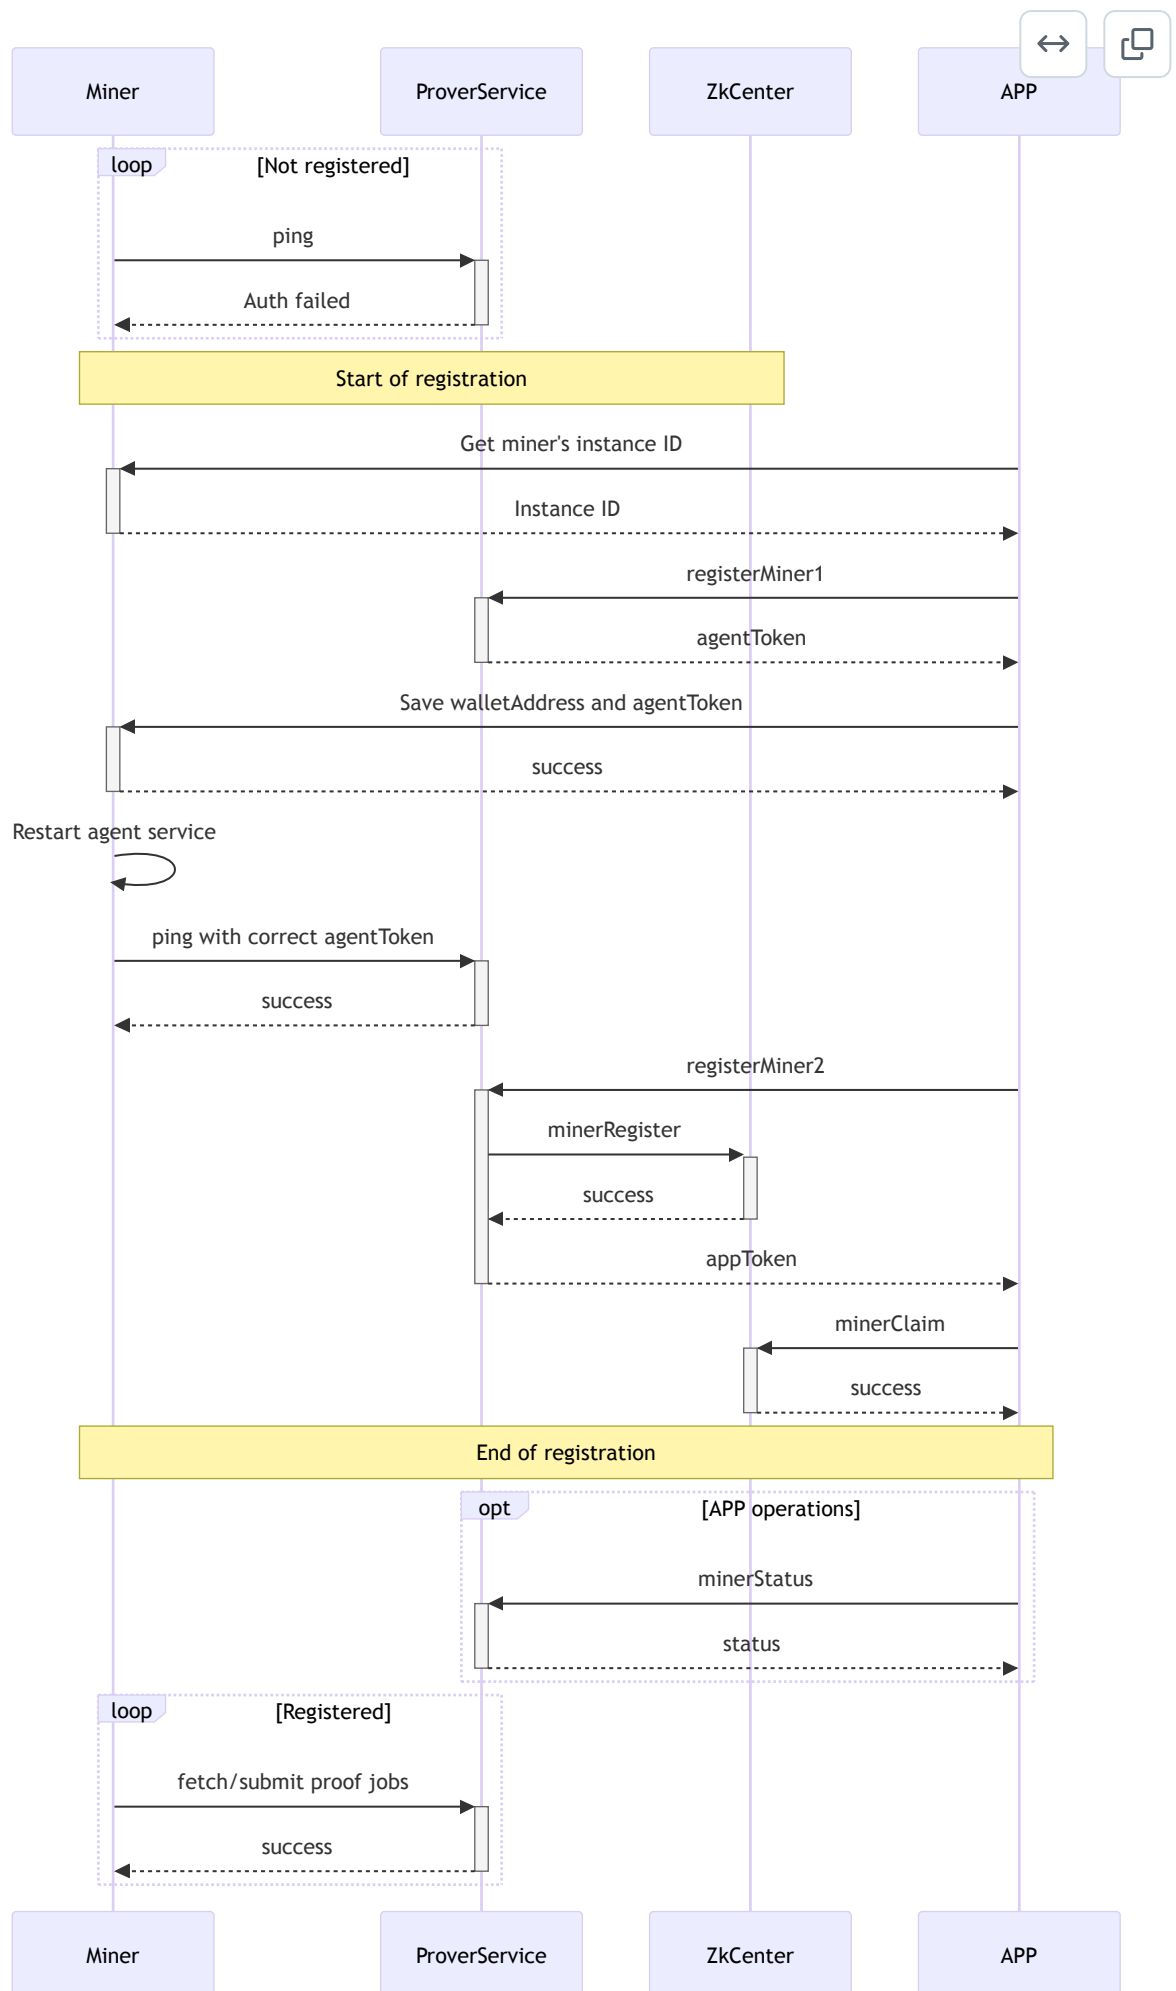 Miner
ProverService
ZkCenter
APP
loop
[Not registered]
ping
Auth failed
Start of registration
Get miner's instance ID
Instance ID
registerMiner1
agentToken
Save walletAddress and agentToken
success
Restart agent service
ping with correct agentToken
success
registerMiner2
minerRegister
success
appToken
minerClaim
success
End of registration
opt
[APP operations]
minerStatus
status
loop
[Registered]
fetch/submit proof jobs
success
Miner
ProverService
ZkCenter
APP